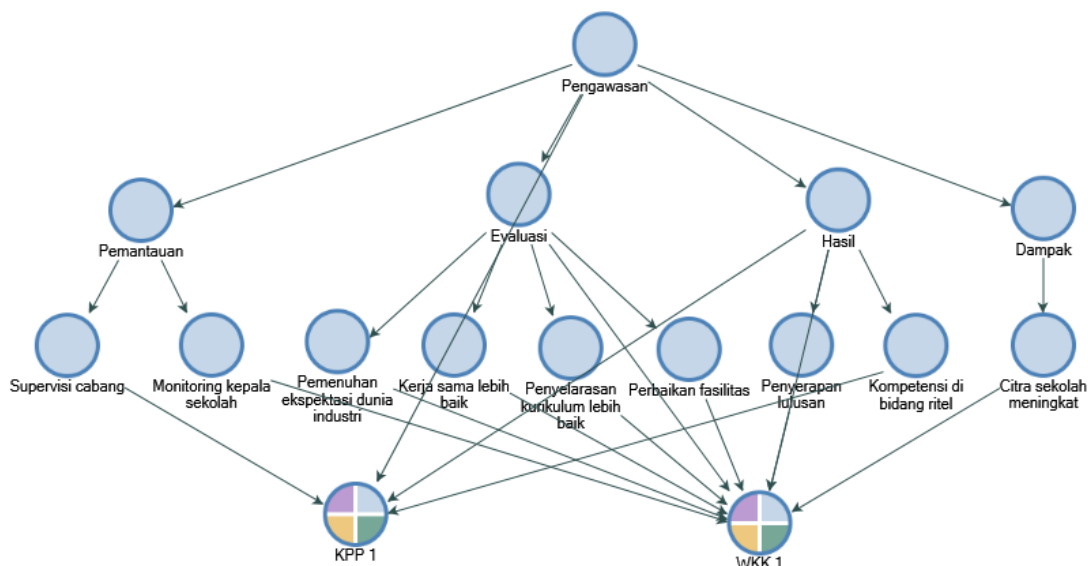 Pengawasan
Pemantauan
Evaluasi
Hasil
Dampak
Supervisi cabang
Monitoring kepala
sekolah
Pemenuhan
ekspektasi dunia
industri
Kerja sama lebih
baik
Penyelarasan
kurikulum lebih
baik
Perbaikan fasilitas
Penyerapan
lulusan
Kompetensi di
bidang ritel
Citra sekolah
meningkat
KPP 1
WKK 1